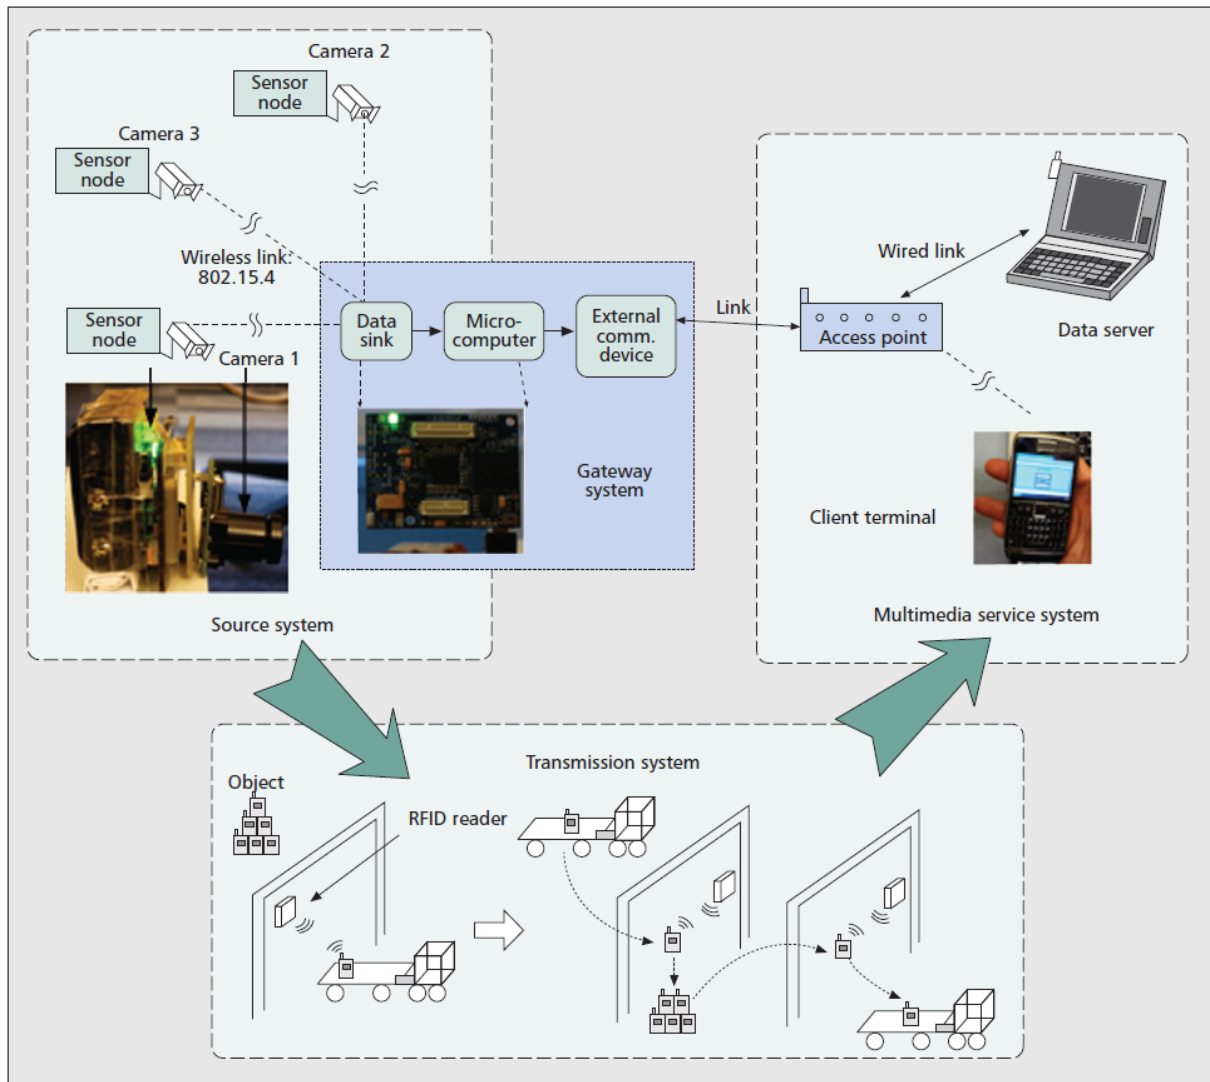 Camera 2
Sensor
node
Camera 3
Sensor
node
Wireless link:
802.15.4
Sensor
node
Camera 1
Data
sink
Micro-
computer
External
comm.
device
Gateway
system
Source system
Link
Wired link
Access point
Data server
Client terminal
Multimedia service system
Transmission system
Object
RFID reader